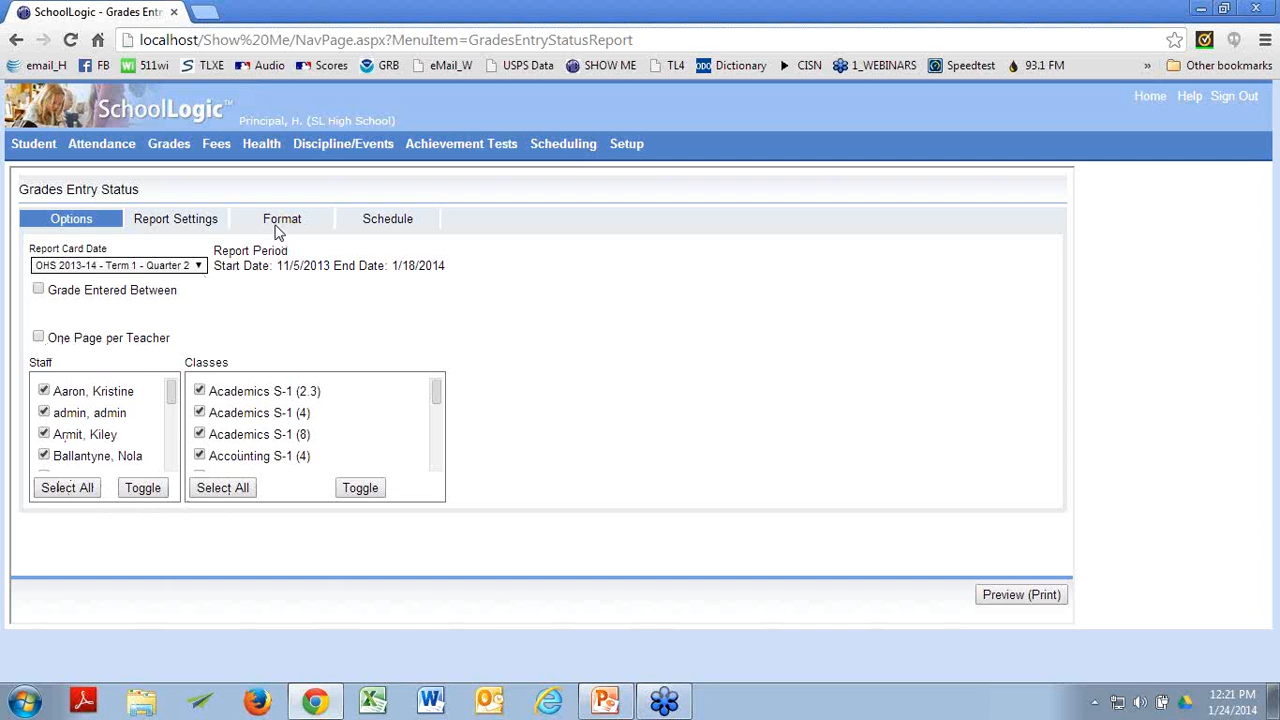 SchoolLogic - Grades Entr
localhost/Show%20Me/NavPage.aspx?MenuItem=GradesEntryStatusReport
email_H FB 511wi TLXE Audio Scores GRB eMail_W USPS Data SHOW ME TL4 Dictionary CISN 1_WEBINARS Speedtest 93.1 FM » Other bookmarks
Home Help Sign Out
SchoolLogic™
Principal, H. (SL High School)
Student Attendance Grades Fees Health Discipline/Events Achievement Tests Scheduling Setup
Grades Entry Status
Options Report Settings Format Schedule
Report Card Date
OHS 2013-14 - Term 1 - Quarter 2
Report Period
Start Date: 11/5/2013 End Date: 1/18/2014
Grade Entered Between
One Page per Teacher
Staff
Aaron, Kristine
admin, admin
Armit, Kiley
Ballantyne, Nola
Select All Toggle
Classes
Academics S-1 (2.3)
Academics S-1 (4)
Academics S-1 (8)
Accounting S-1 (4)
Select All Toggle
Preview (Print)
12:21 PM
1/24/2014